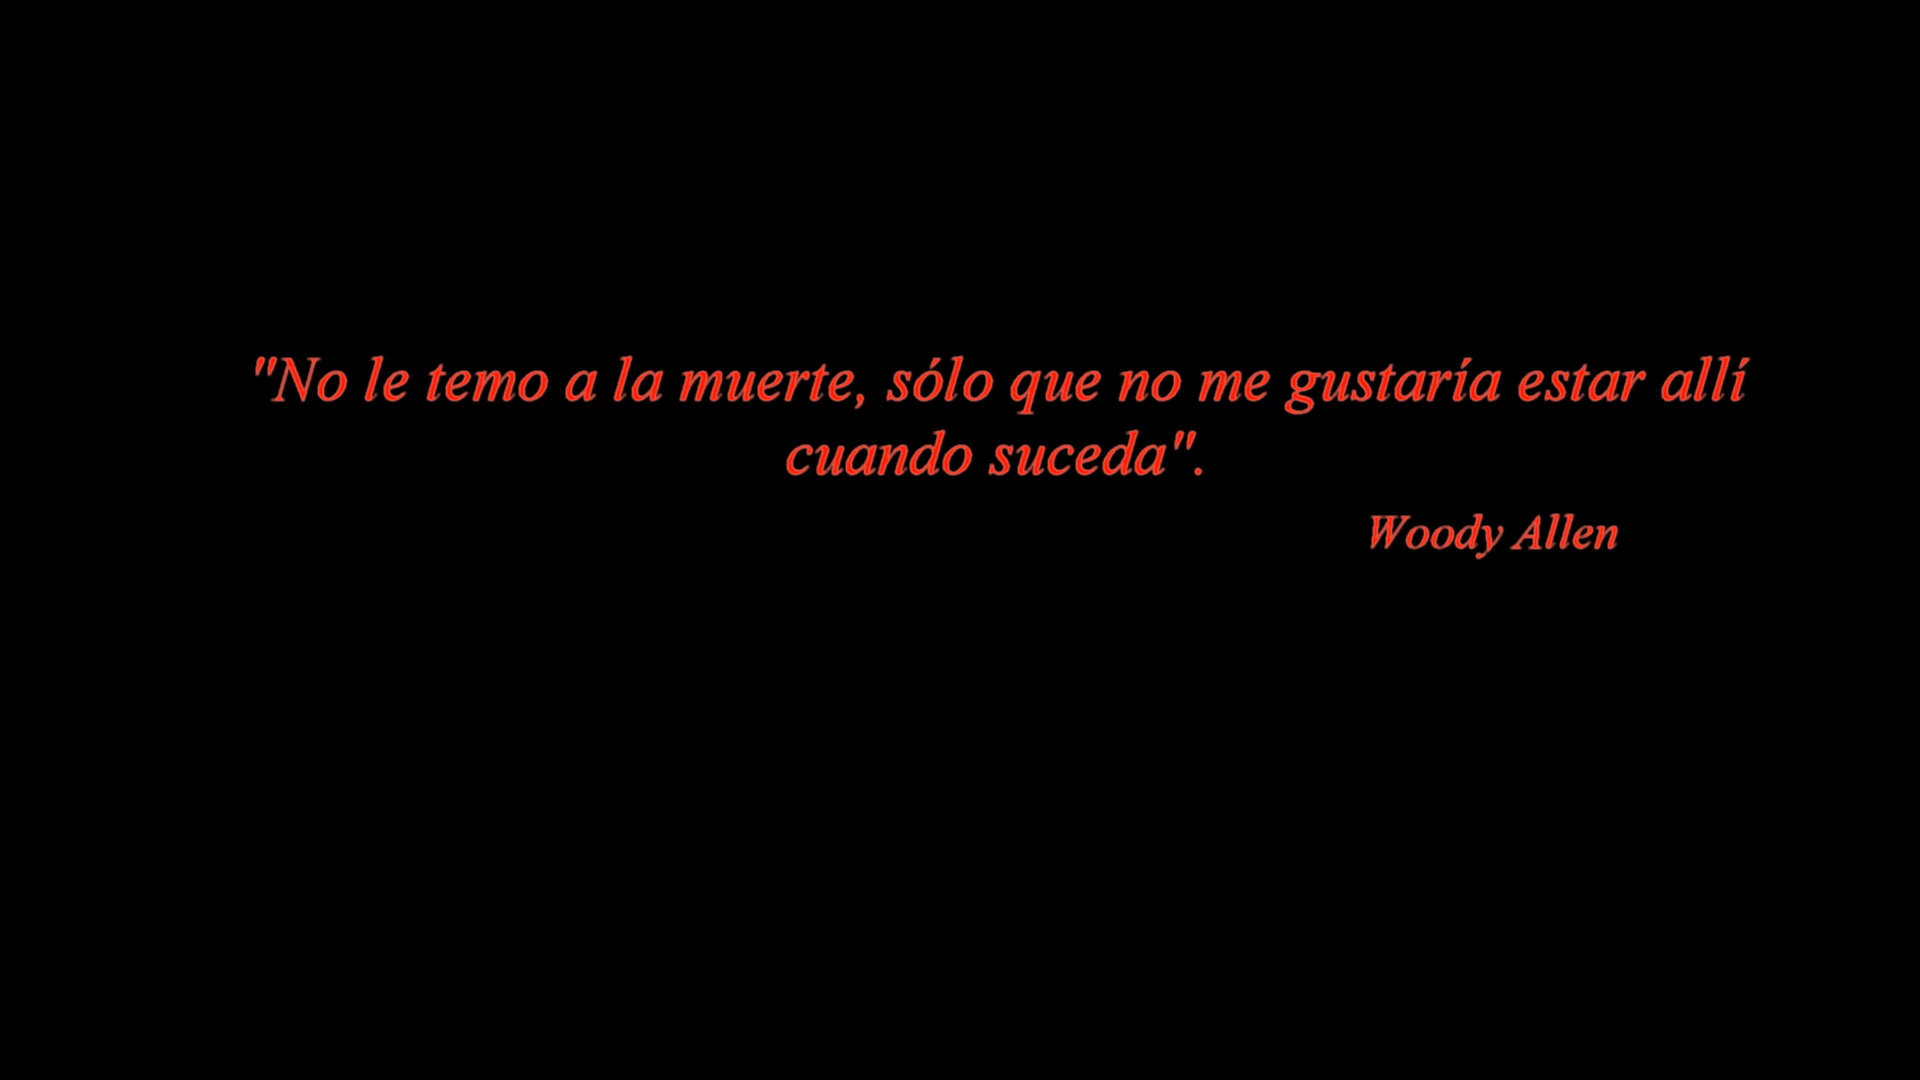 "No le temo a la muerte, sólo que no me gustaría estar allí
cuando suceda".
Woody Allen